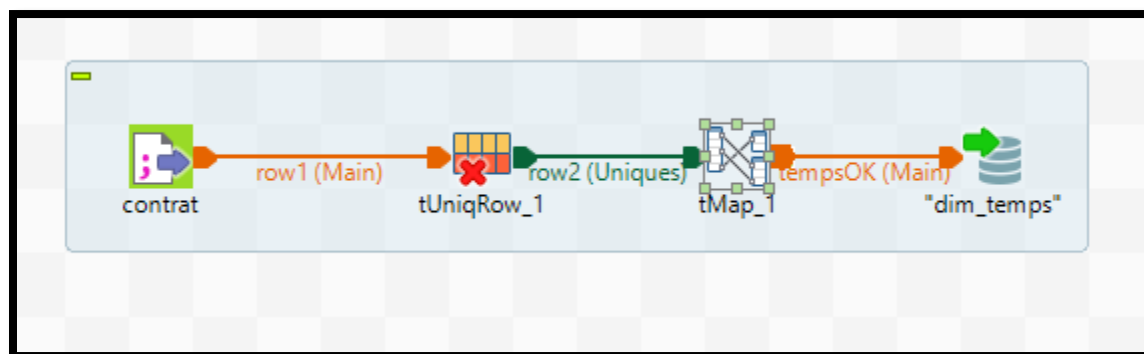 row1 (Main)
row2 (Uniques)
tempsOK (Main)
contrat
tUniqRow_1
tMap_1
"dim_temps"